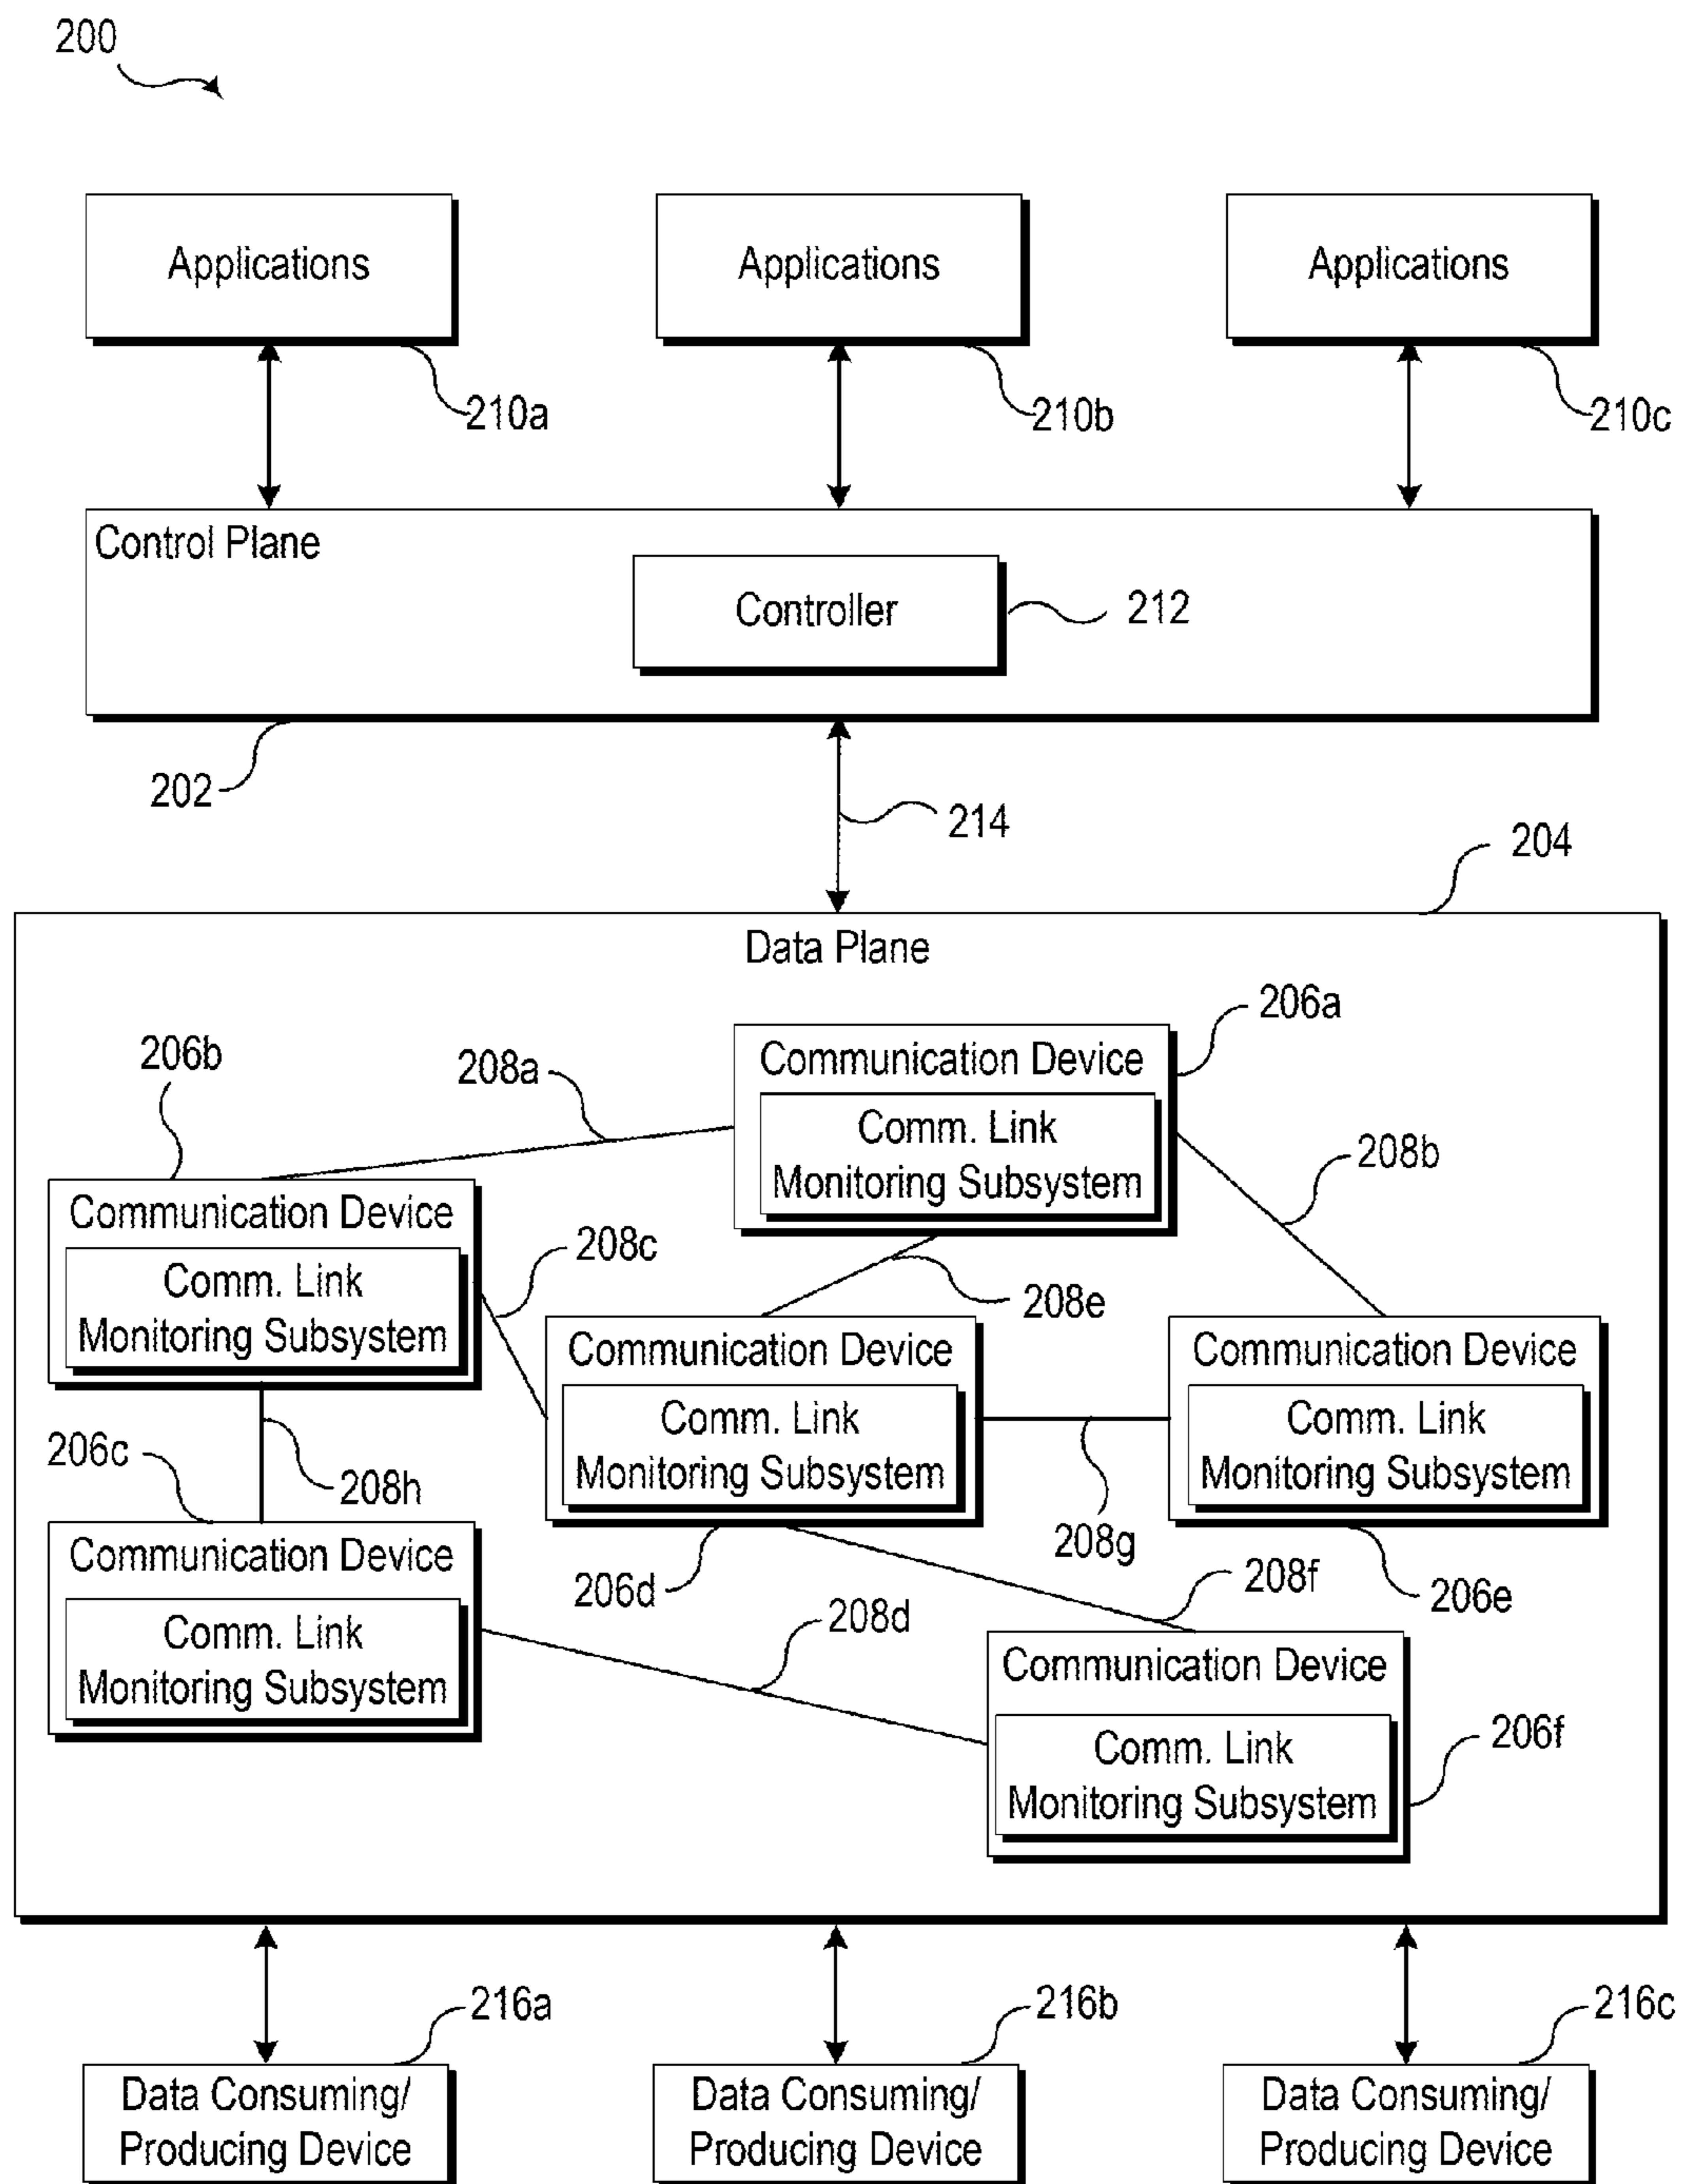 200
Applications
Applications
Applications
210a
210b
210c
Control Plane
Controller
212
202
214
204
Data Plane
206a
206b
208a
Communication Device
Comm. Link
Monitoring Subsystem
208b
Communication Device
Comm. Link
Monitoring Subsystem
208c
208e
Communication Device
Comm. Link
Monitoring Subsystem
Communication Device
Comm. Link
Monitoring Subsystem
206c
208h
208g
Communication Device
Comm. Link
Monitoring Subsystem
206d
208f
206e
208d
Communication Device
Comm. Link
Monitoring Subsystem
206f
216a
216b
216c
Data Consuming/
Producing Device
Data Consuming/
Producing Device
Data Consuming/
Producing Device